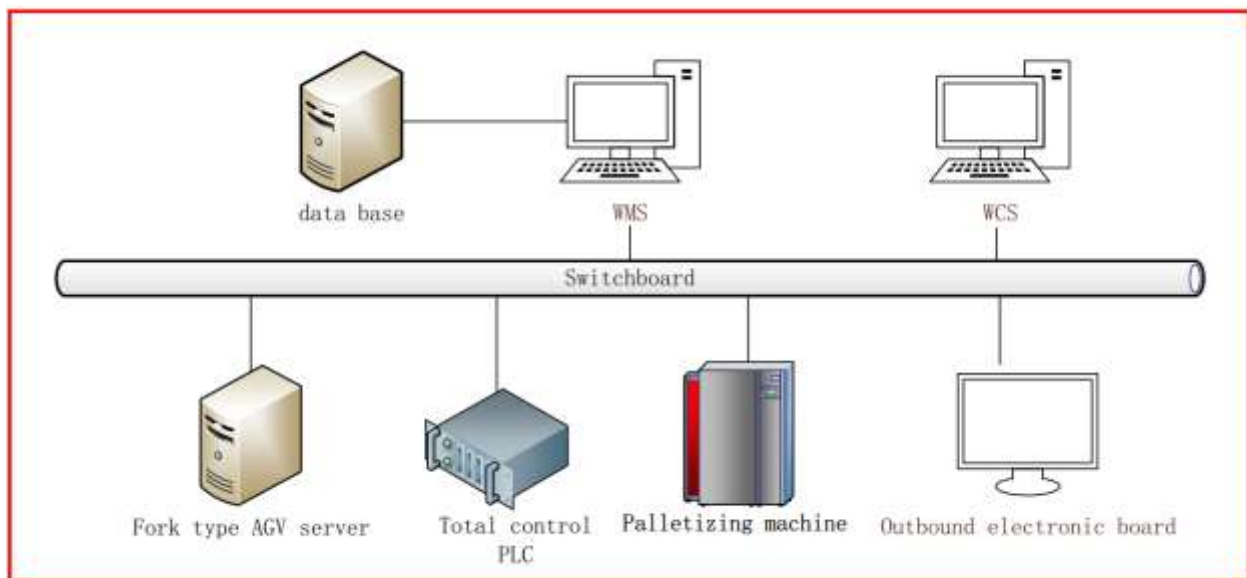 data base
WMS
WCS
Switchboard
Fork type AGV server
Total control
PLC
Palletizing machine
Outbound electronic board